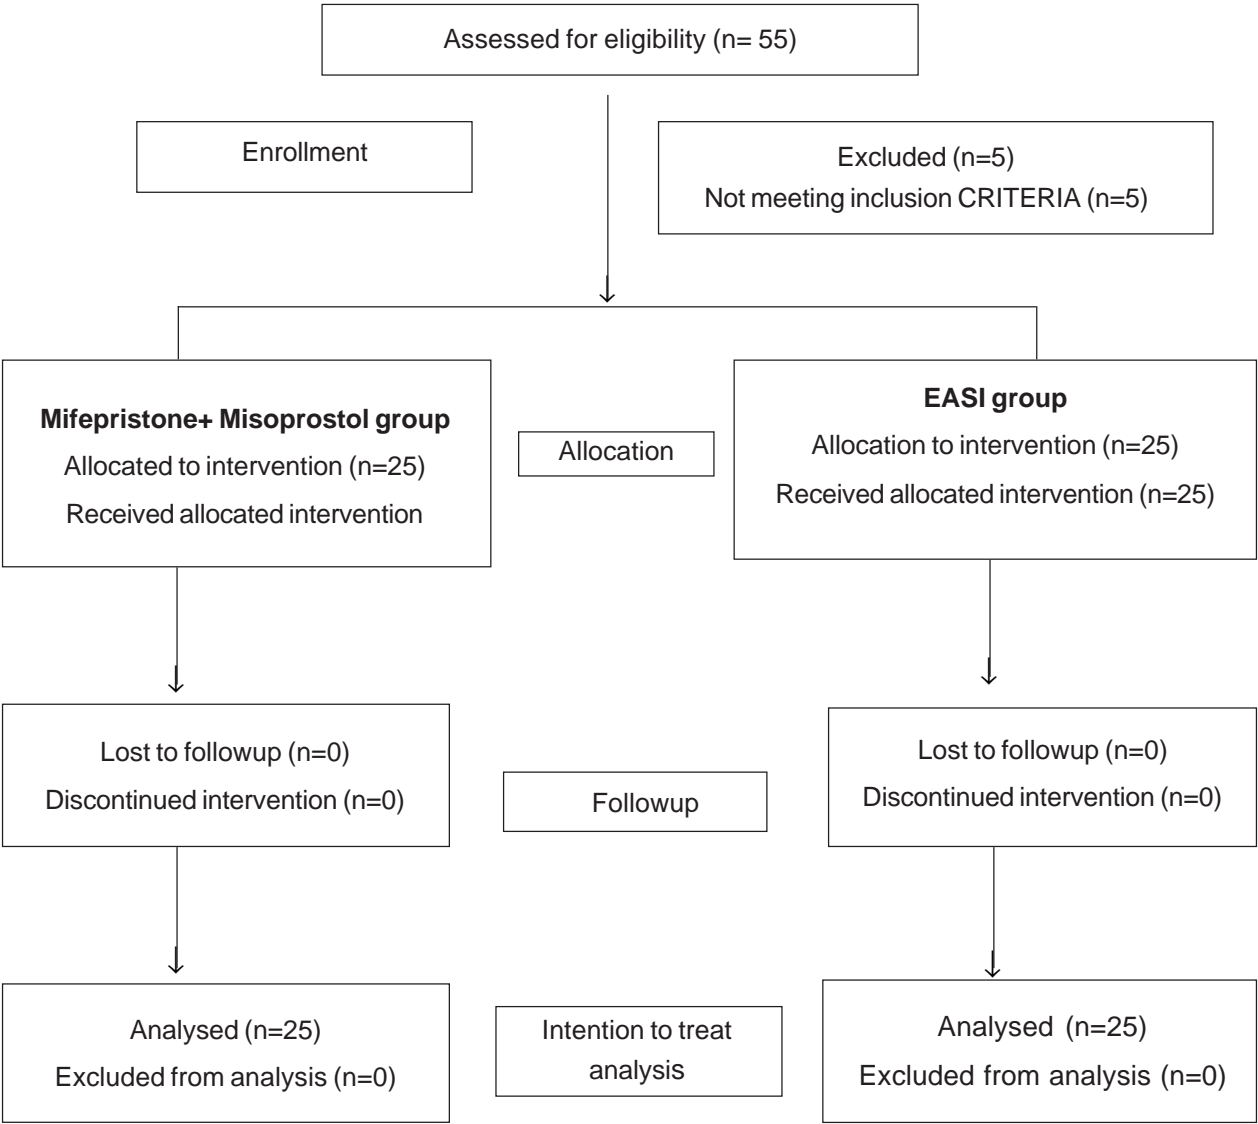 Assessed for eligibility (n= 55)
Enrollment
Excluded (n=5)
Not meeting inclusion CRITERIA (n=5)
Mifepristone+ Misoprostol group
Allocated to intervention (n=25)
Received allocated intervention
Allocation
EASI group
Allocation to intervention (n=25)
Received allocated intervention (n=25)
Lost to followup (n=0)
Discontinued intervention (n=0)
Followup
Lost to followup (n=0)
Discontinued intervention (n=0)
Analysed (n=25)
Excluded from analysis (n=0)
Intention to treat
analysis
Analysed (n=25)
Excluded from analysis (n=0)